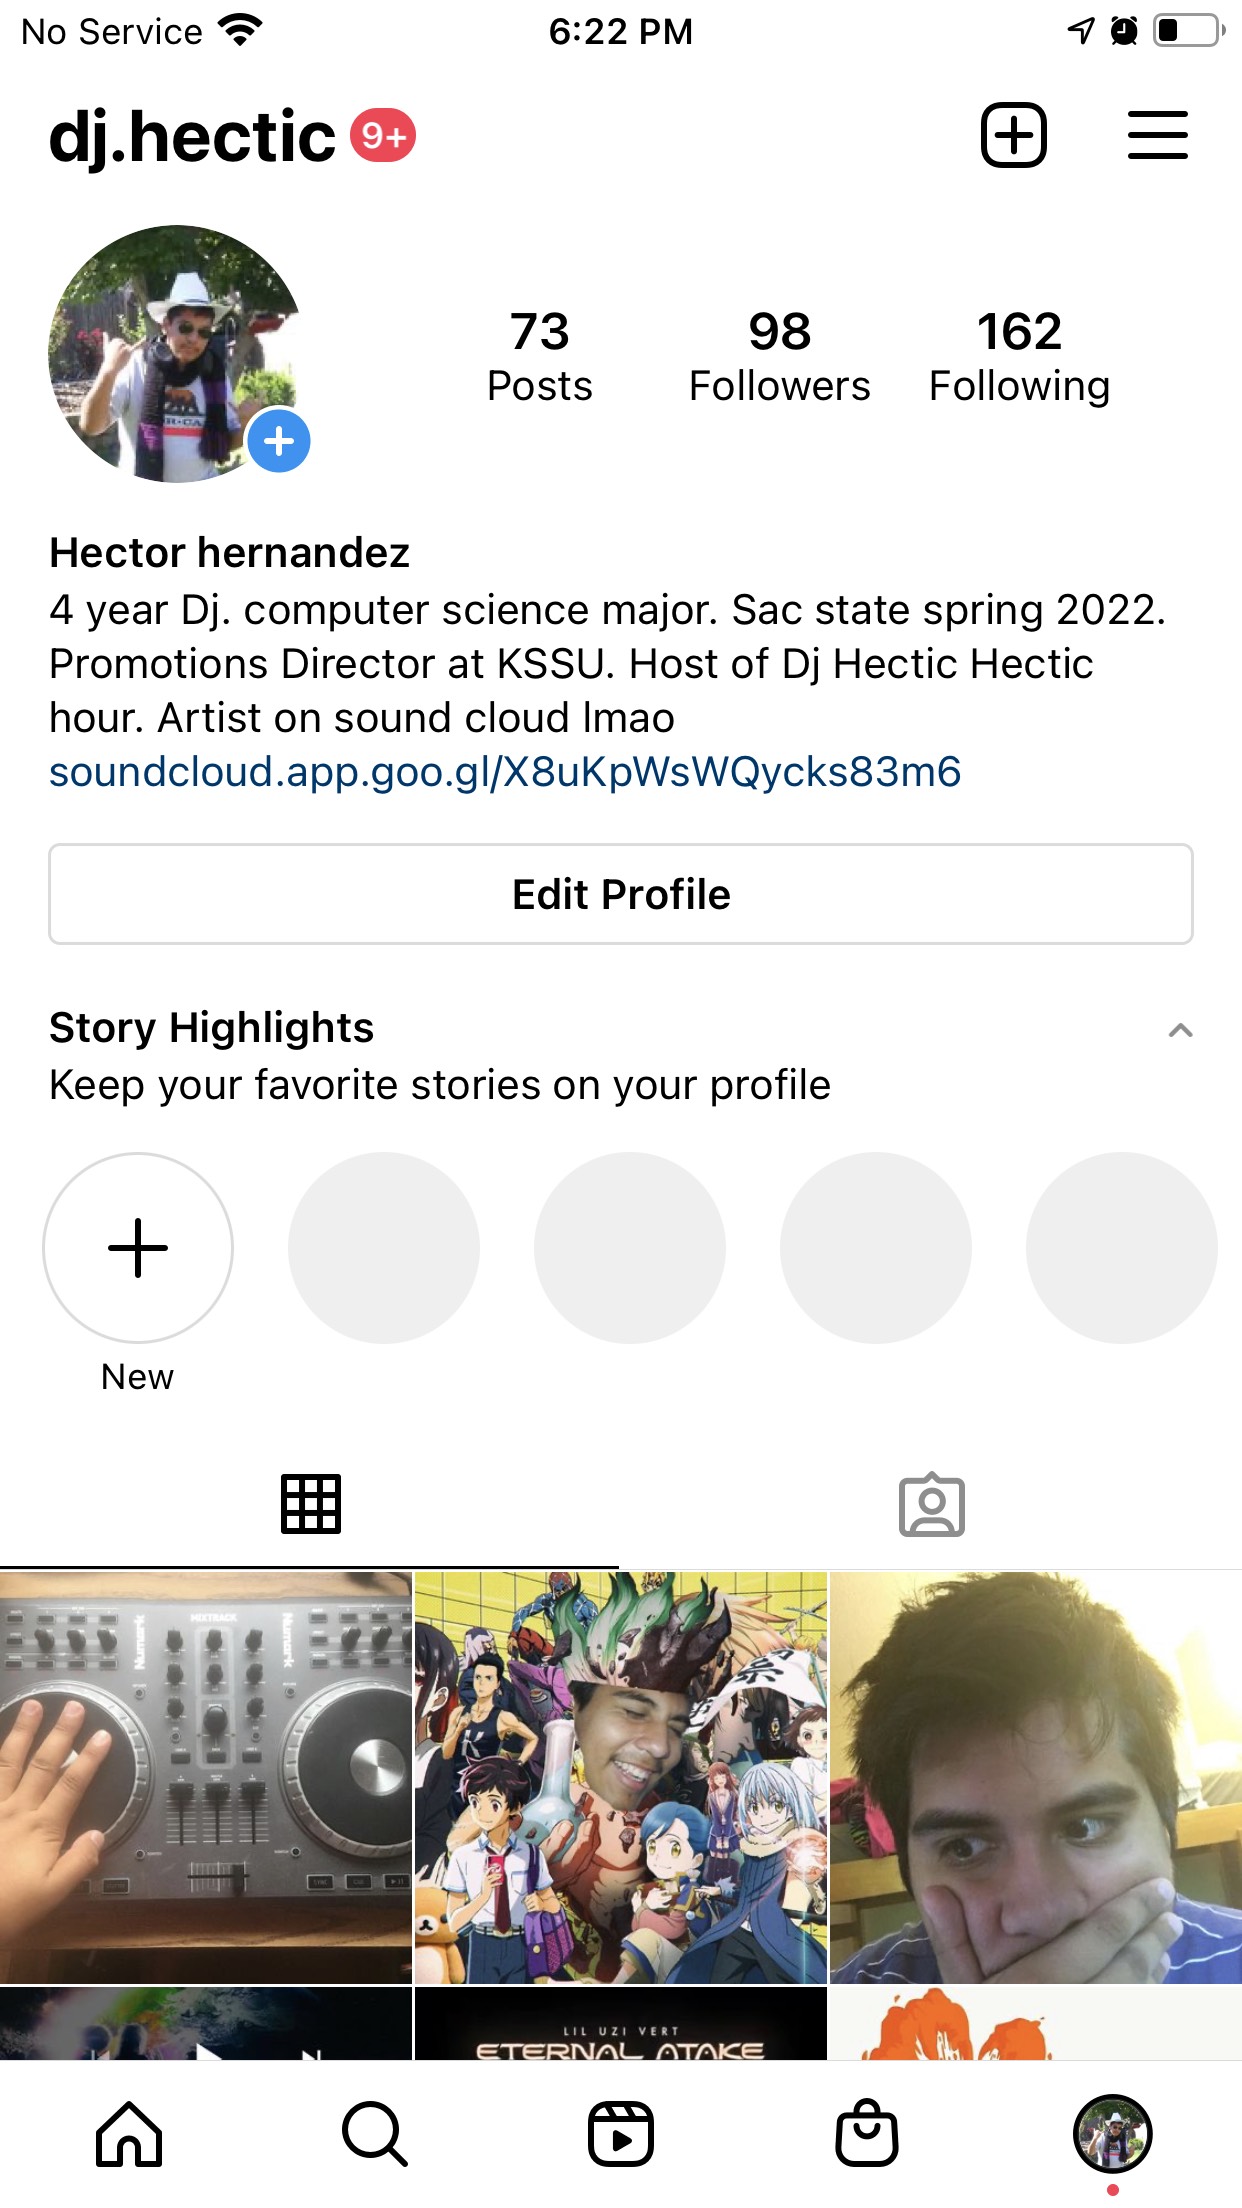 No Service
6:22 PM
dj.hectic 9+
73
Posts
98
Followers
162
Following
Hector hernandez
4 year Dj. computer science major. Sac state spring 2022.
Promotions Director at KSSU. Host of Dj Hectic Hectic
hour. Artist on sound cloud lmao
soundcloud.app.goo.gl/X8uKpWsWQycks83m6
Edit Profile
Story Highlights
Keep your favorite stories on your profile
New
Numark
MIXTRACK
Numark
LIL UZI VERT
ETERNAL ATAKE